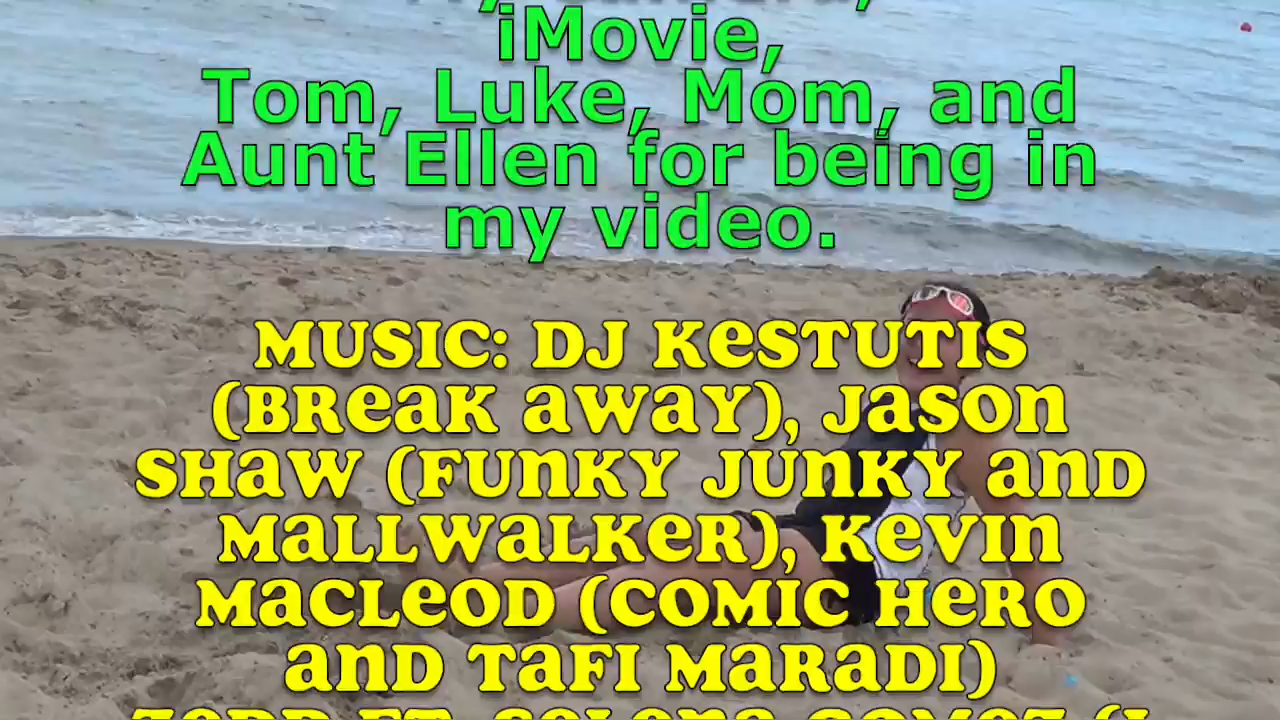 iMovie,
Tom, Luke, Mom, and
Aunt Ellen for being in
my video.
MUSIC: DJ KESTUTIS
(BREAK AWAY), JASON
SHAW (FUNKY JUNKY AND
MALLWALKER), KEVIN
MACLEOD (COMIC HERO
AND TAFI MARADI)